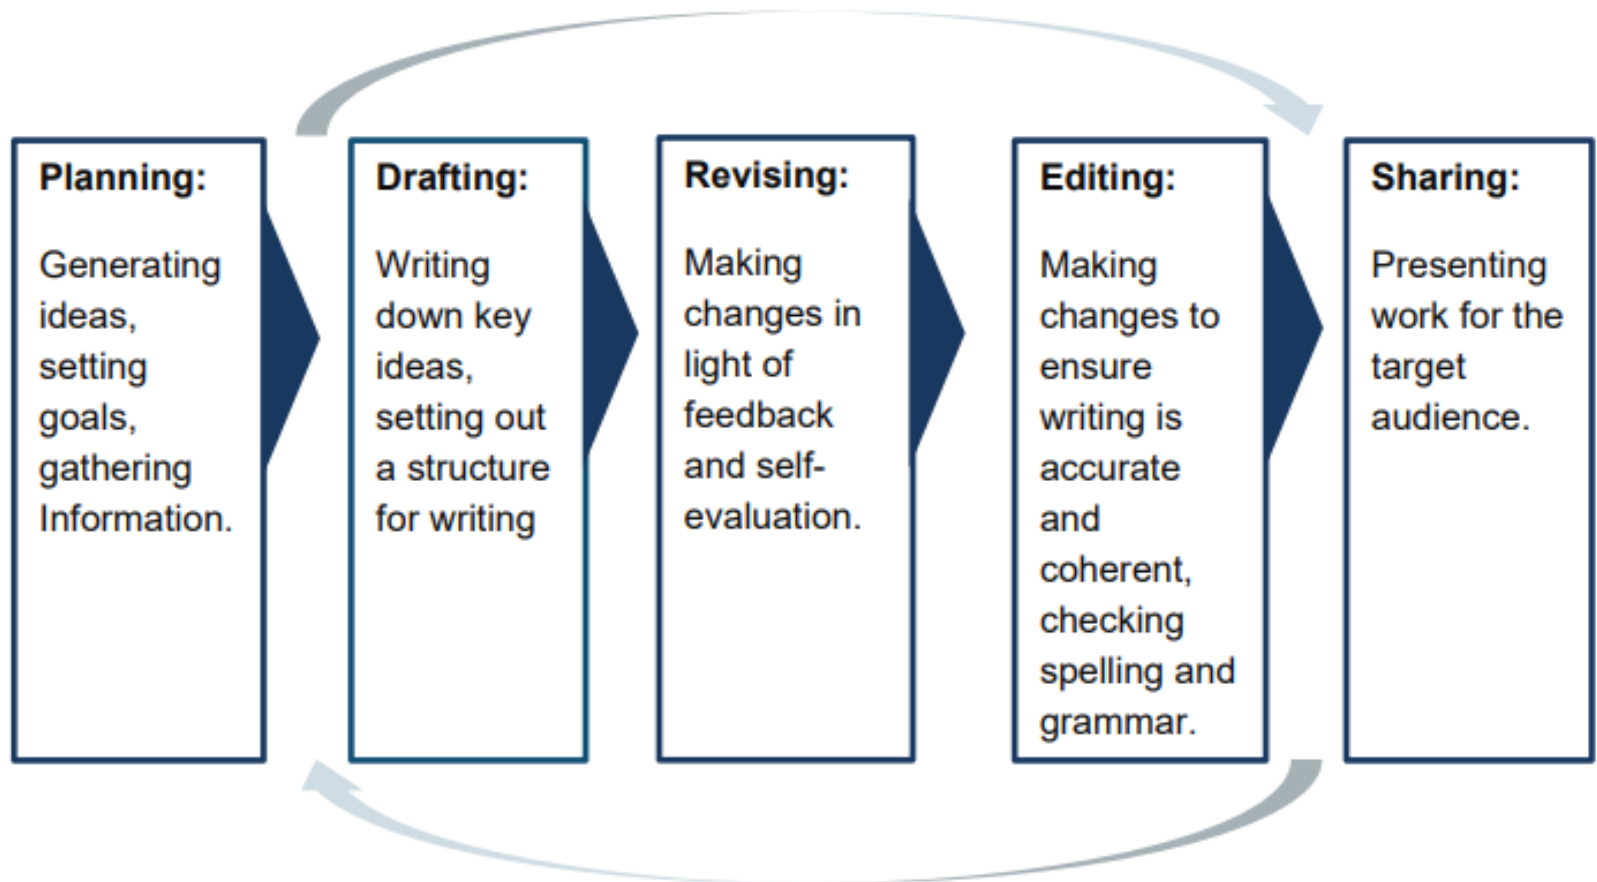 Planning:
Generating
ideas,
setting
goals,
gathering
Information.
Drafting:
Writing
down key
ideas,
setting out
a structure
for writing
Revising:
Making
changes in
light of
feedback
and self-
evaluation.
Editing:
Making
changes to
ensure
writing is
accurate
and
coherent,
checking
spelling and
grammar.
Sharing:
Presenting
work for the
target
audience.